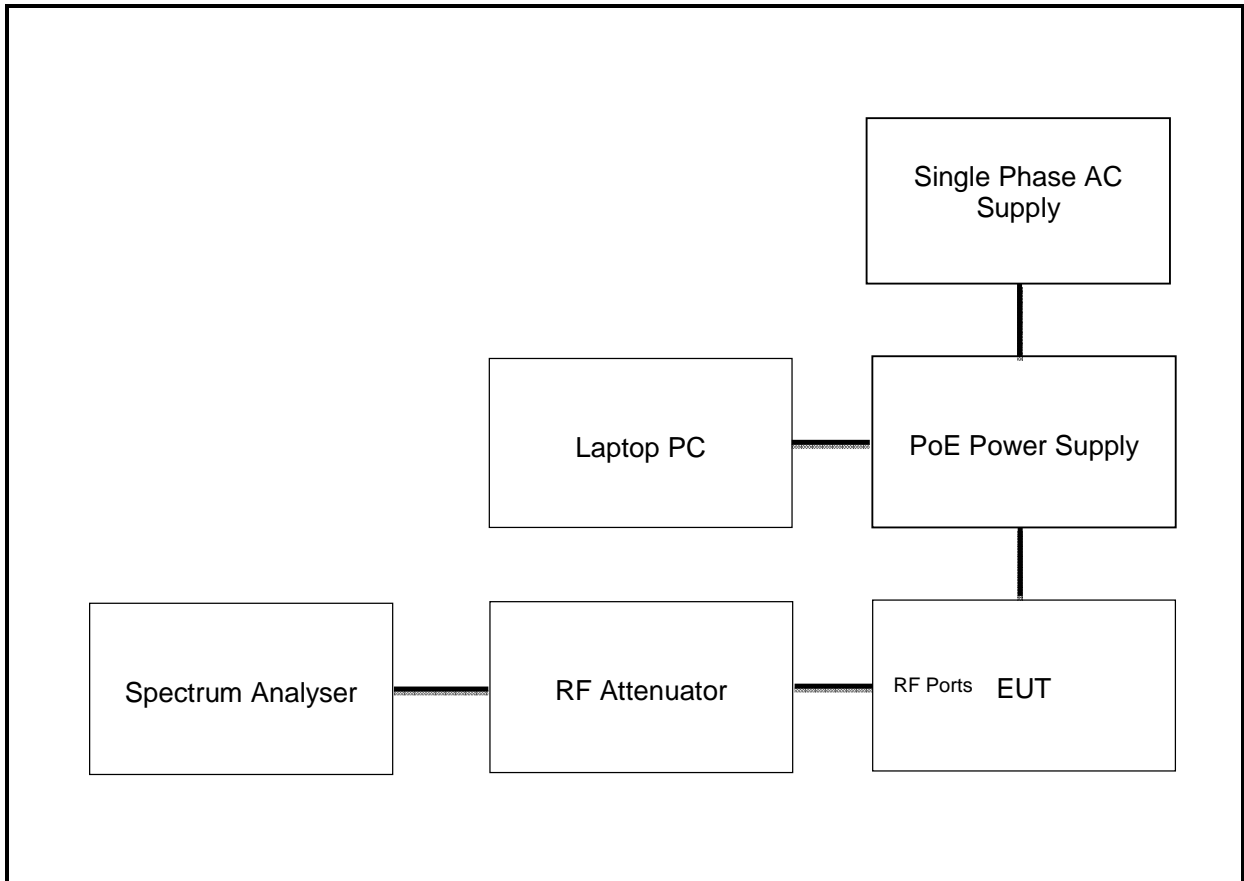 Single Phase AC
Supply
Laptop PC
PoE Power Supply
Spectrum Analyser
RF Attenuator
RF Ports
EUT